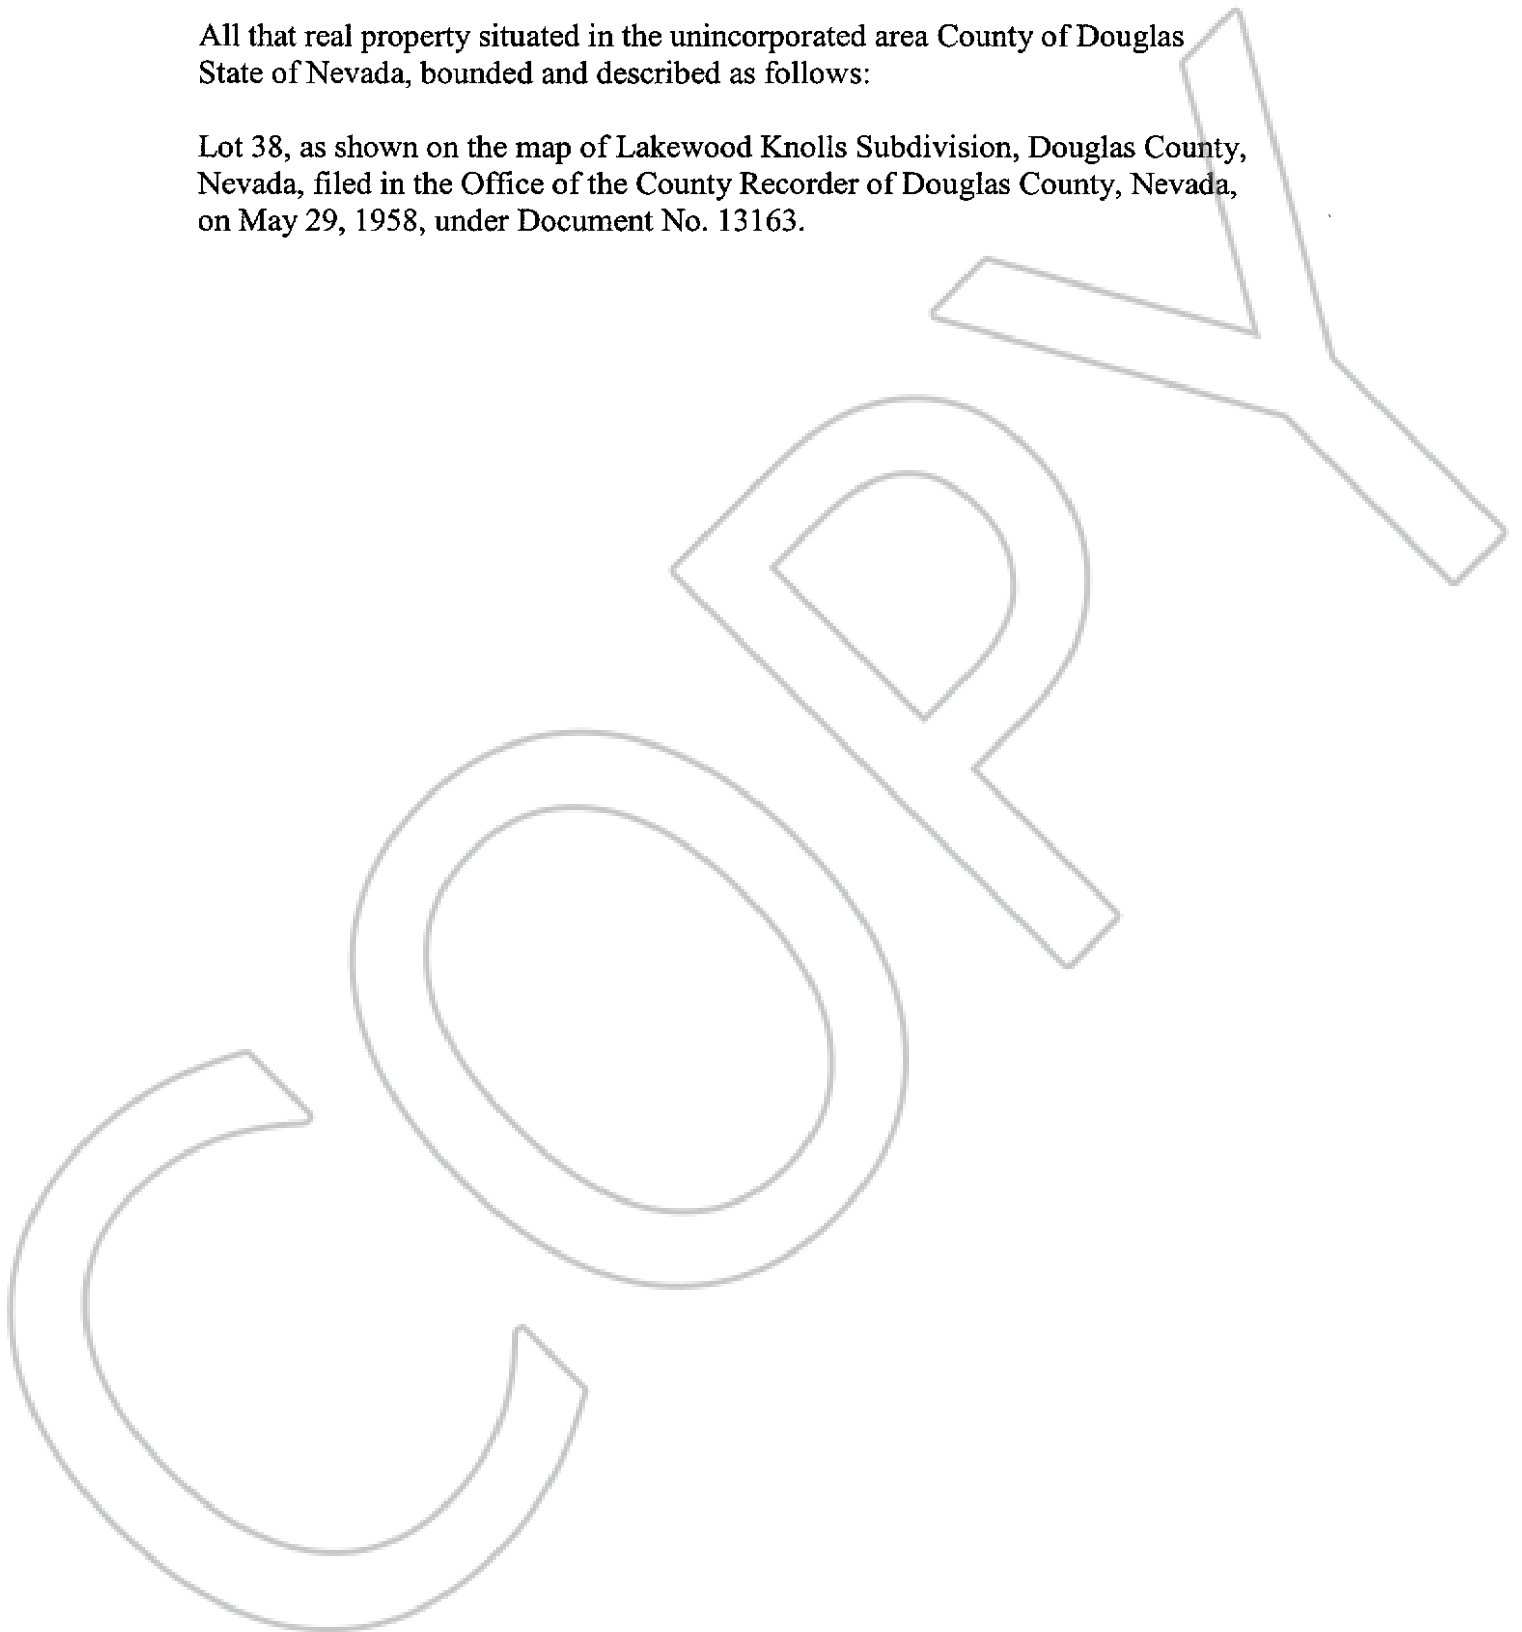 All that real property situated in the unincorporated area County of Douglas
State of Nevada, bounded and described as follows:
Lot 38, as shown on the map of Lakewood Knolls Subdivision, Douglas County,
Nevada, filed in the Office of the County Recorder of Douglas County, Nevada,
on May 29, 1958, under Document No. 13163.
COPY